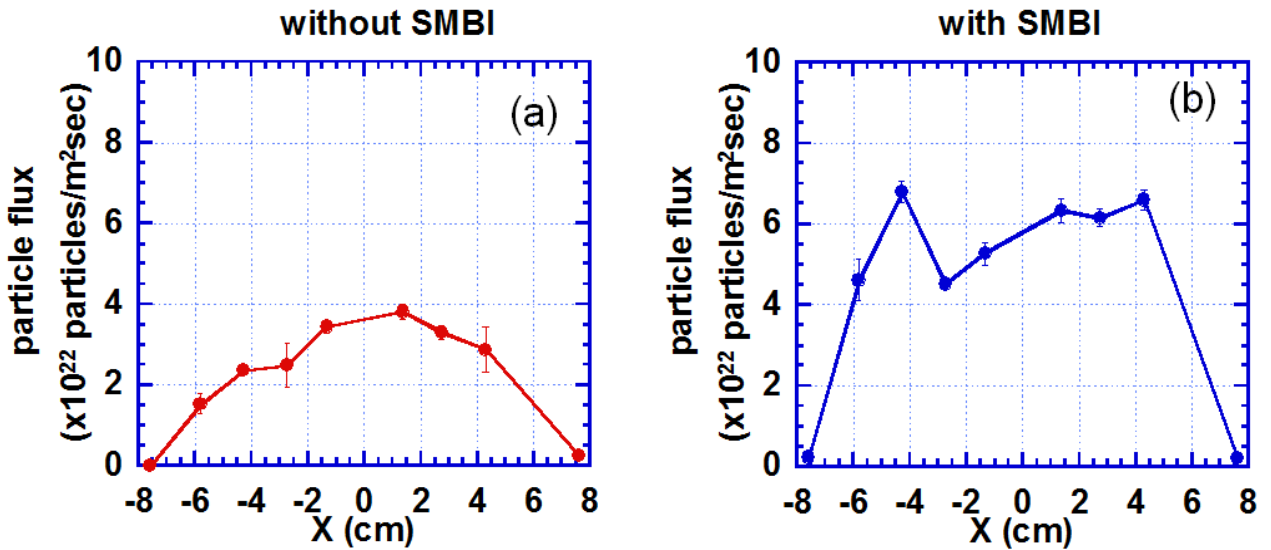 without SMBI
(a)
particle flux
(x10²² particles/m²sec)
10
8
6
4
2
0
-8 -6 -4 -2 0 2 4 6 8
X (cm)
with SMBI
(b)
particle flux
(x10²² particles/m²sec)
10
8
6
4
2
0
-8 -6 -4 -2 0 2 4 6 8
X (cm)